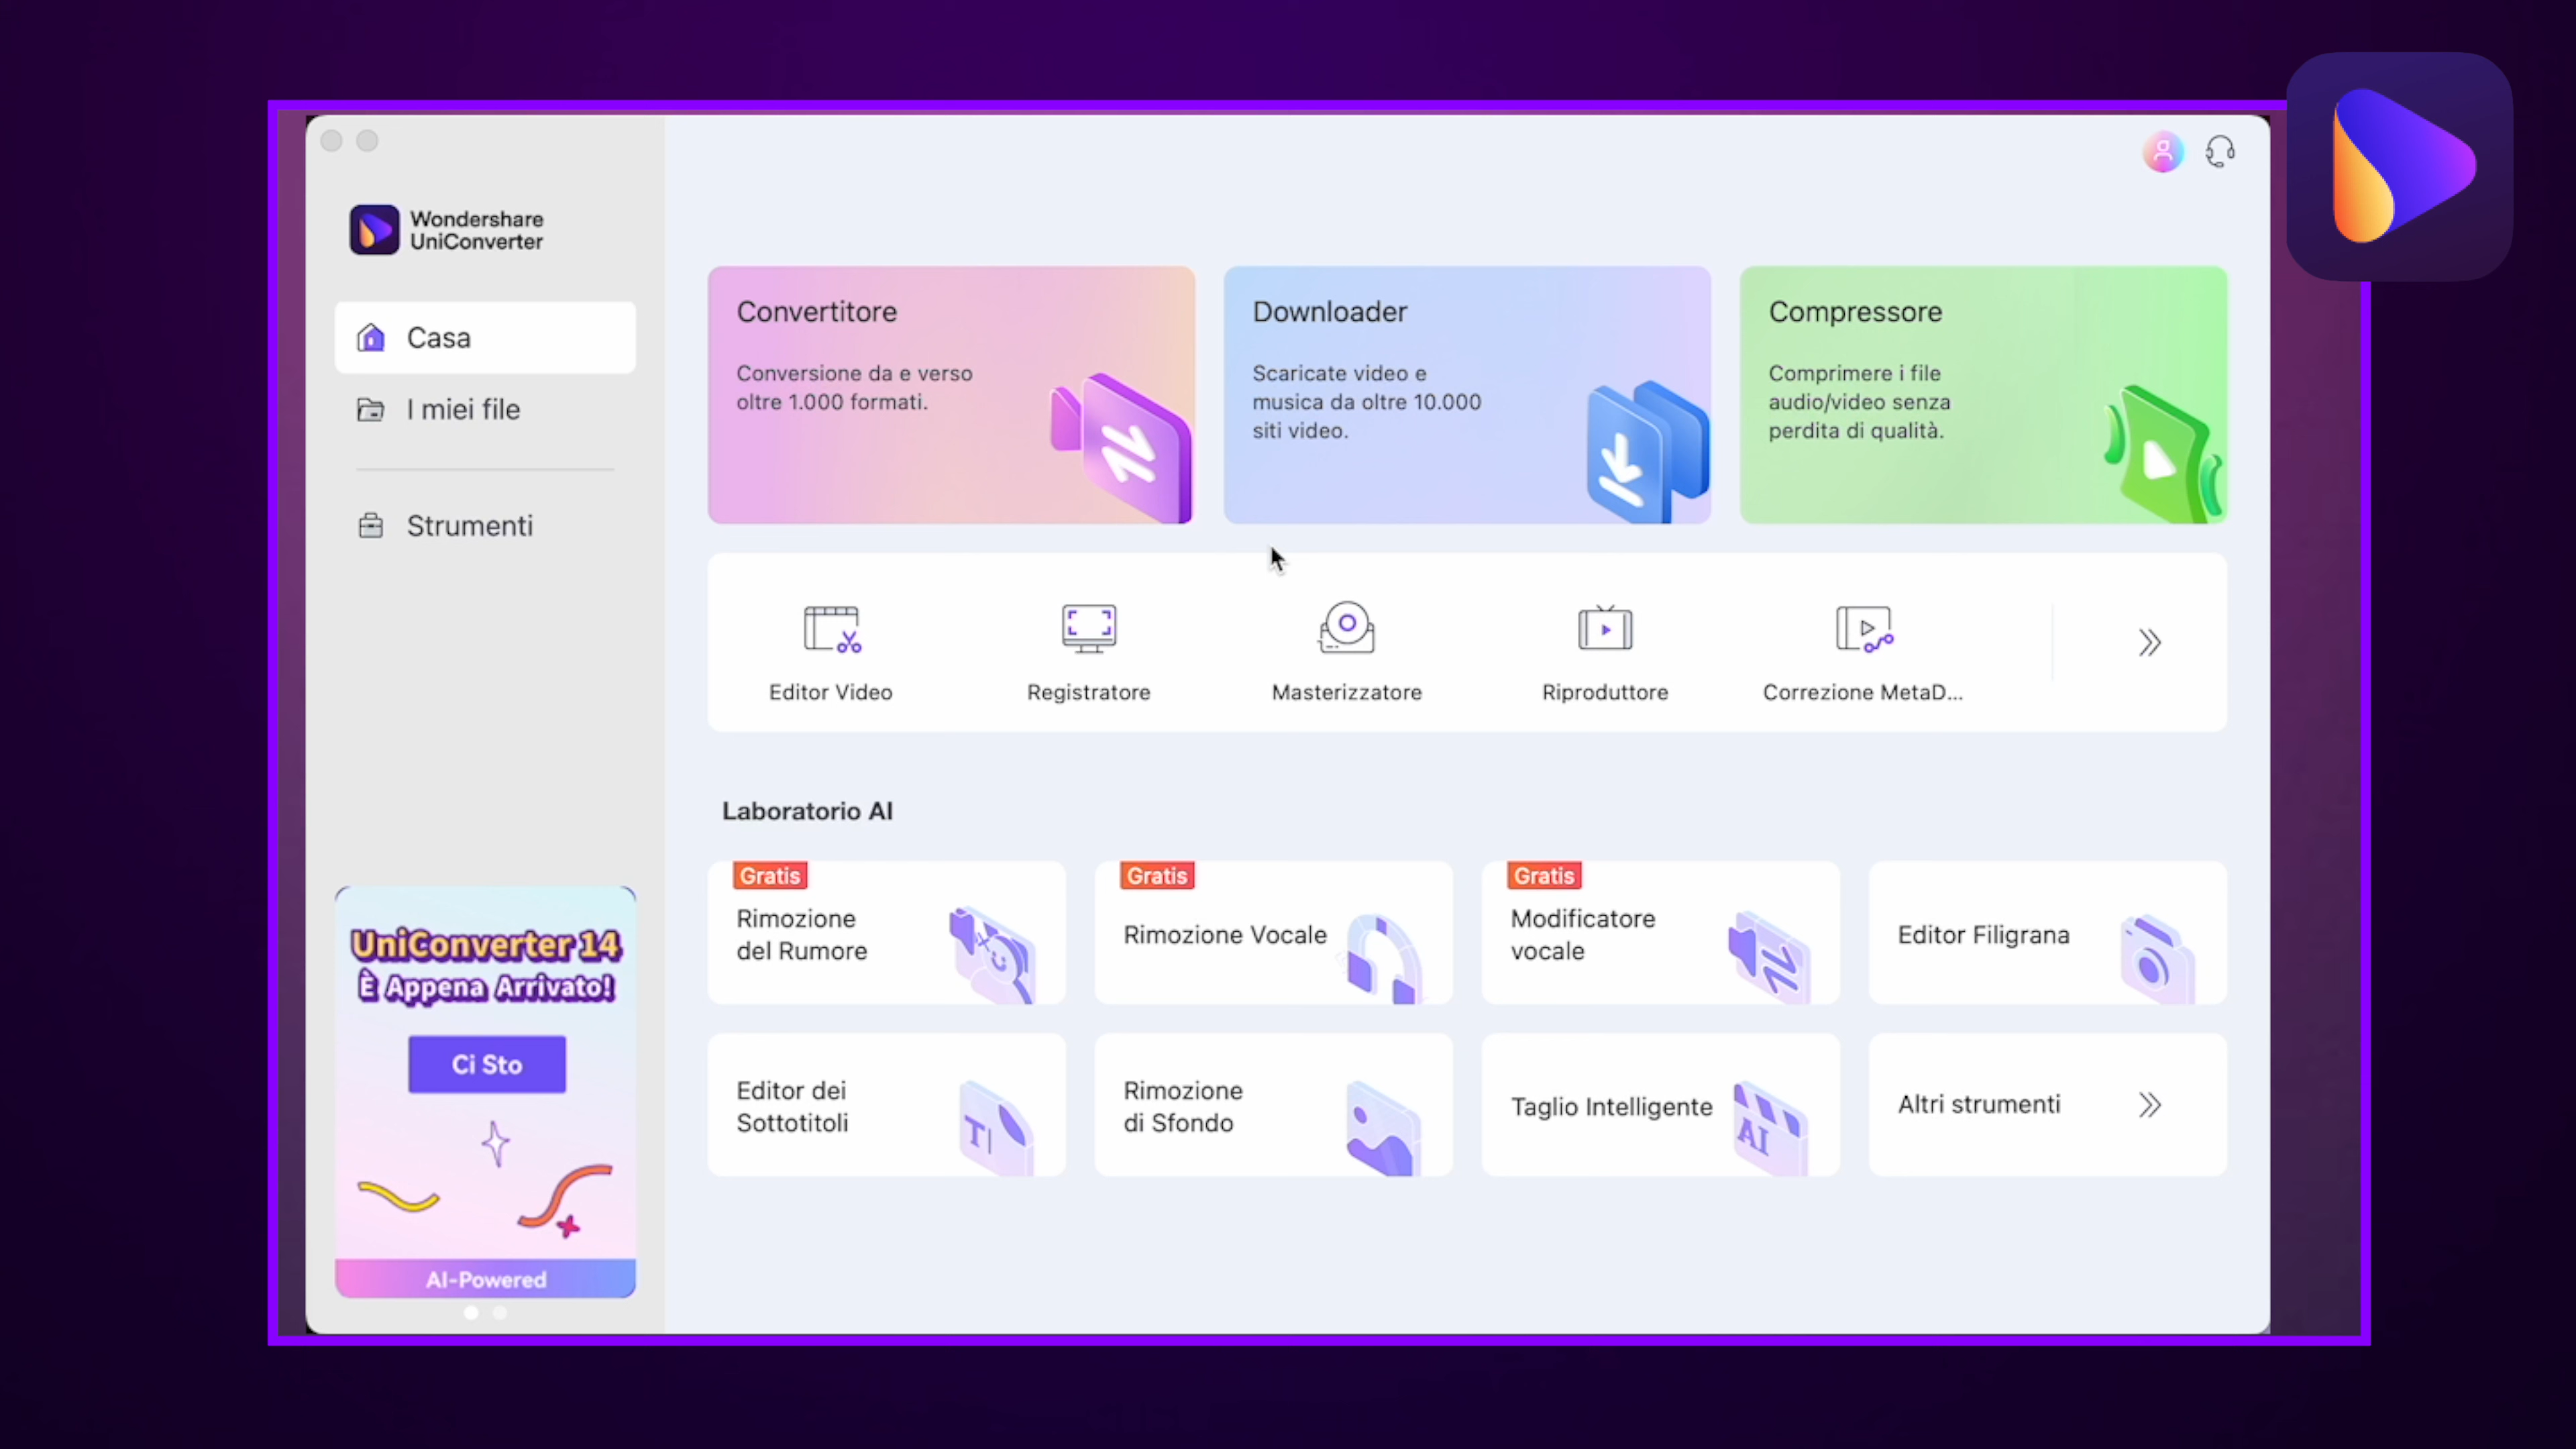 Wondershare
UniConverter
Casa
I miei file
Strumenti
UniConverter 14
È Appena Arrivato!
Ci Sto
AI-Powered
Convertitore
Conversione da e verso
oltre 1.000 formati.
Downloader
Scaricate video e
musica da oltre 10.000
siti video.
Compressore
Comprimere i file
audio/video senza
perdita di qualità.
Editor Video
Registratore
Masterizzatore
Riproduttore
Correzione MetaD...
Laboratorio AI
Gratis
Rimozione
del Rumore
Gratis
Rimozione Vocale
Gratis
Modificatore
vocale
Editor Filigrana
Editor dei
Sottotitoli
T
Rimozione
di Sfondo
Taglio Intelligente
AI
Altri strumenti